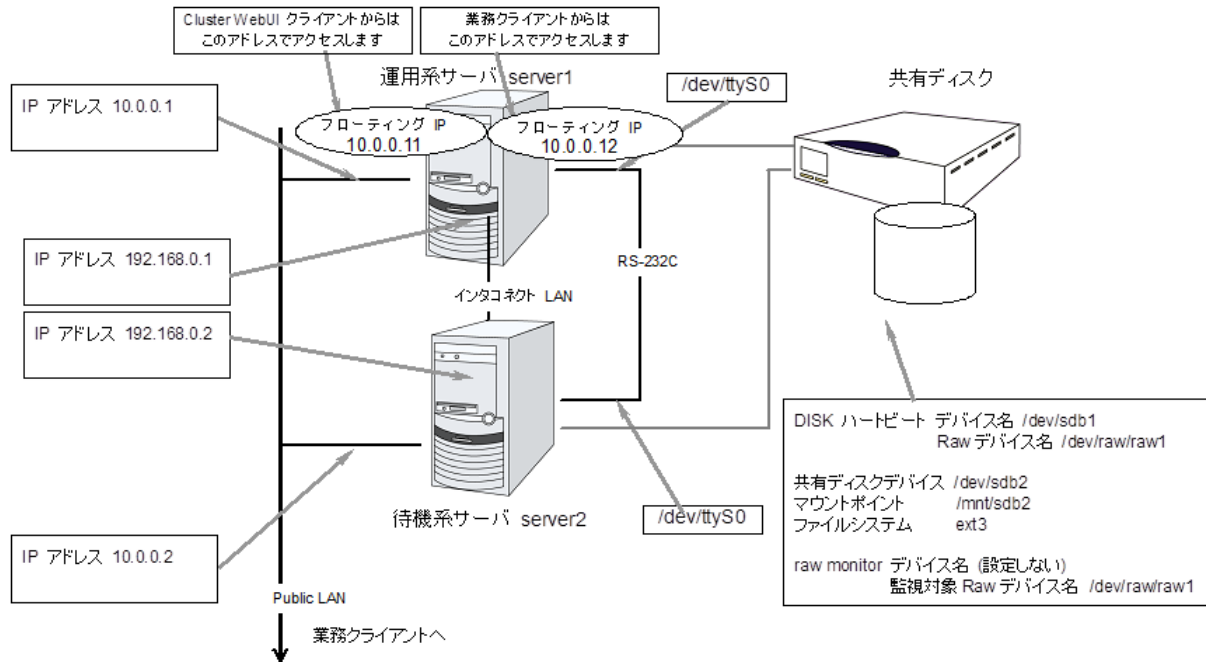 Cluster WebUI クライアントからは
このアドレスでアクセスします
業務クライアントからは
このアドレスでアクセスします
運用系サーバ server1
/dev/ttyS0
共有ディスク
IP アドレス 10.0.0.1
フローティング IP
10.0.0.11
フローティング IP
10.0.0.12
IP アドレス 192.168.0.1
RS-232C
インタコネクト LAN
IP アドレス 192.168.0.2
DISK ハートビート デバイス名 /dev/sdb1
Raw デバイス名 /dev/raw/raw1
共有ディスクデバイス /dev/sdb2
マウントポイント /mnt/sdb2
ファイルシステム ext3
raw monitor デバイス名 (設定しない)
監視対象 Raw デバイス名 /dev/raw/raw1
待機系サーバ server2
/dev/ttyS0
IP アドレス 10.0.0.2
Public LAN
業務クライアントへ